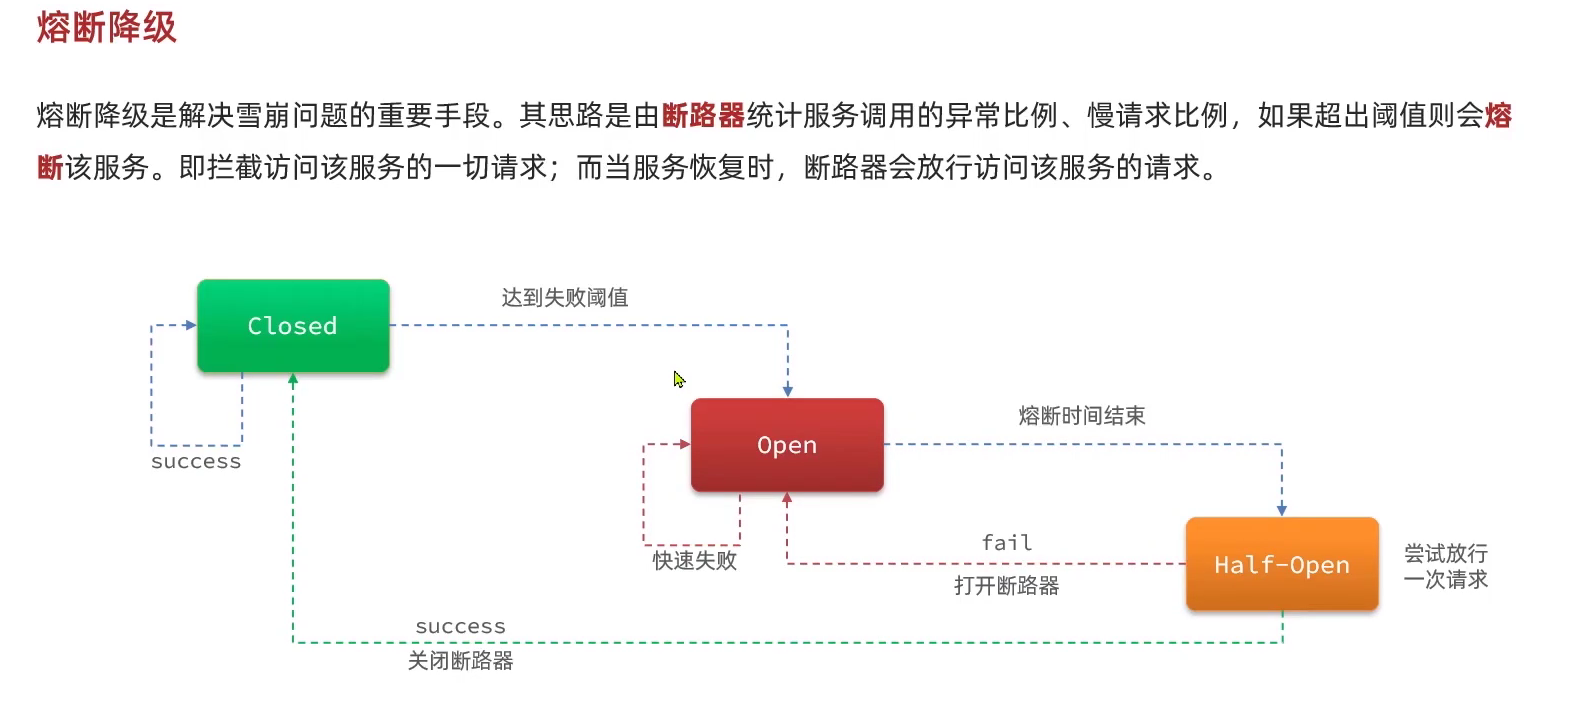 熔断降级
熔断降级是解决雪崩问题的重要手段。其思路是由断路器统计服务调用的异常比例、慢请求比例，如果超出阈值则会熔
断该服务。即拦截访问该服务的一切请求；而当服务恢复时，断路器会放行访问该服务的请求。
达到失败阈值
Closed
熔断时间结束
Open
success
fail
尝试放行
快速失败
Half-Open
一次请求
打开断路器
success
关闭断路器